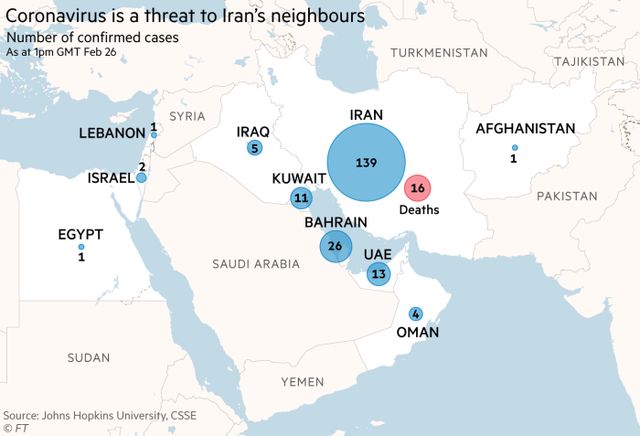 Coronavirus is a threat to Iran's neighbours
Number of confirmed cases
As at 1pm GMT Feb 26
TURKMENISTAN
TAJIKISTAN
SYRIA
LEBANON
1
IRAQ
5
IRAN
139
AFGHANISTAN
1
ISRAEL
2
KUWAIT
11
16
Deaths
PAKISTAN
EGYPT
1
BAHRAIN
26
UAE
13
SAUDI ARABIA
4
OMAN
SUDAN
YEMEN
Source: Johns Hopkins University, CSSE
© FT